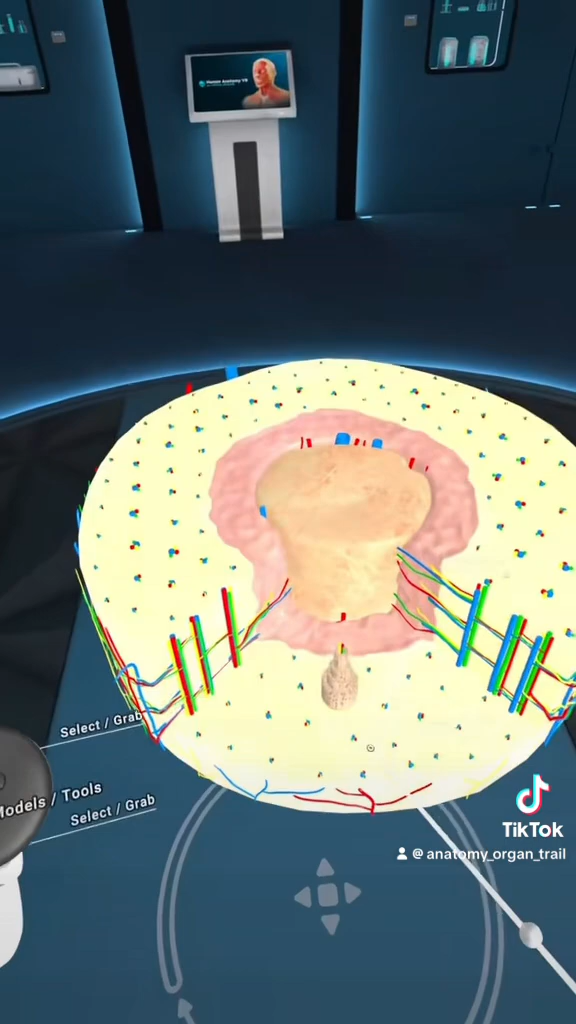 Human Anatomy VR
Select / Grab
Models / Tools
Select / Grab
TikTok
@ anatomy_organ_trail